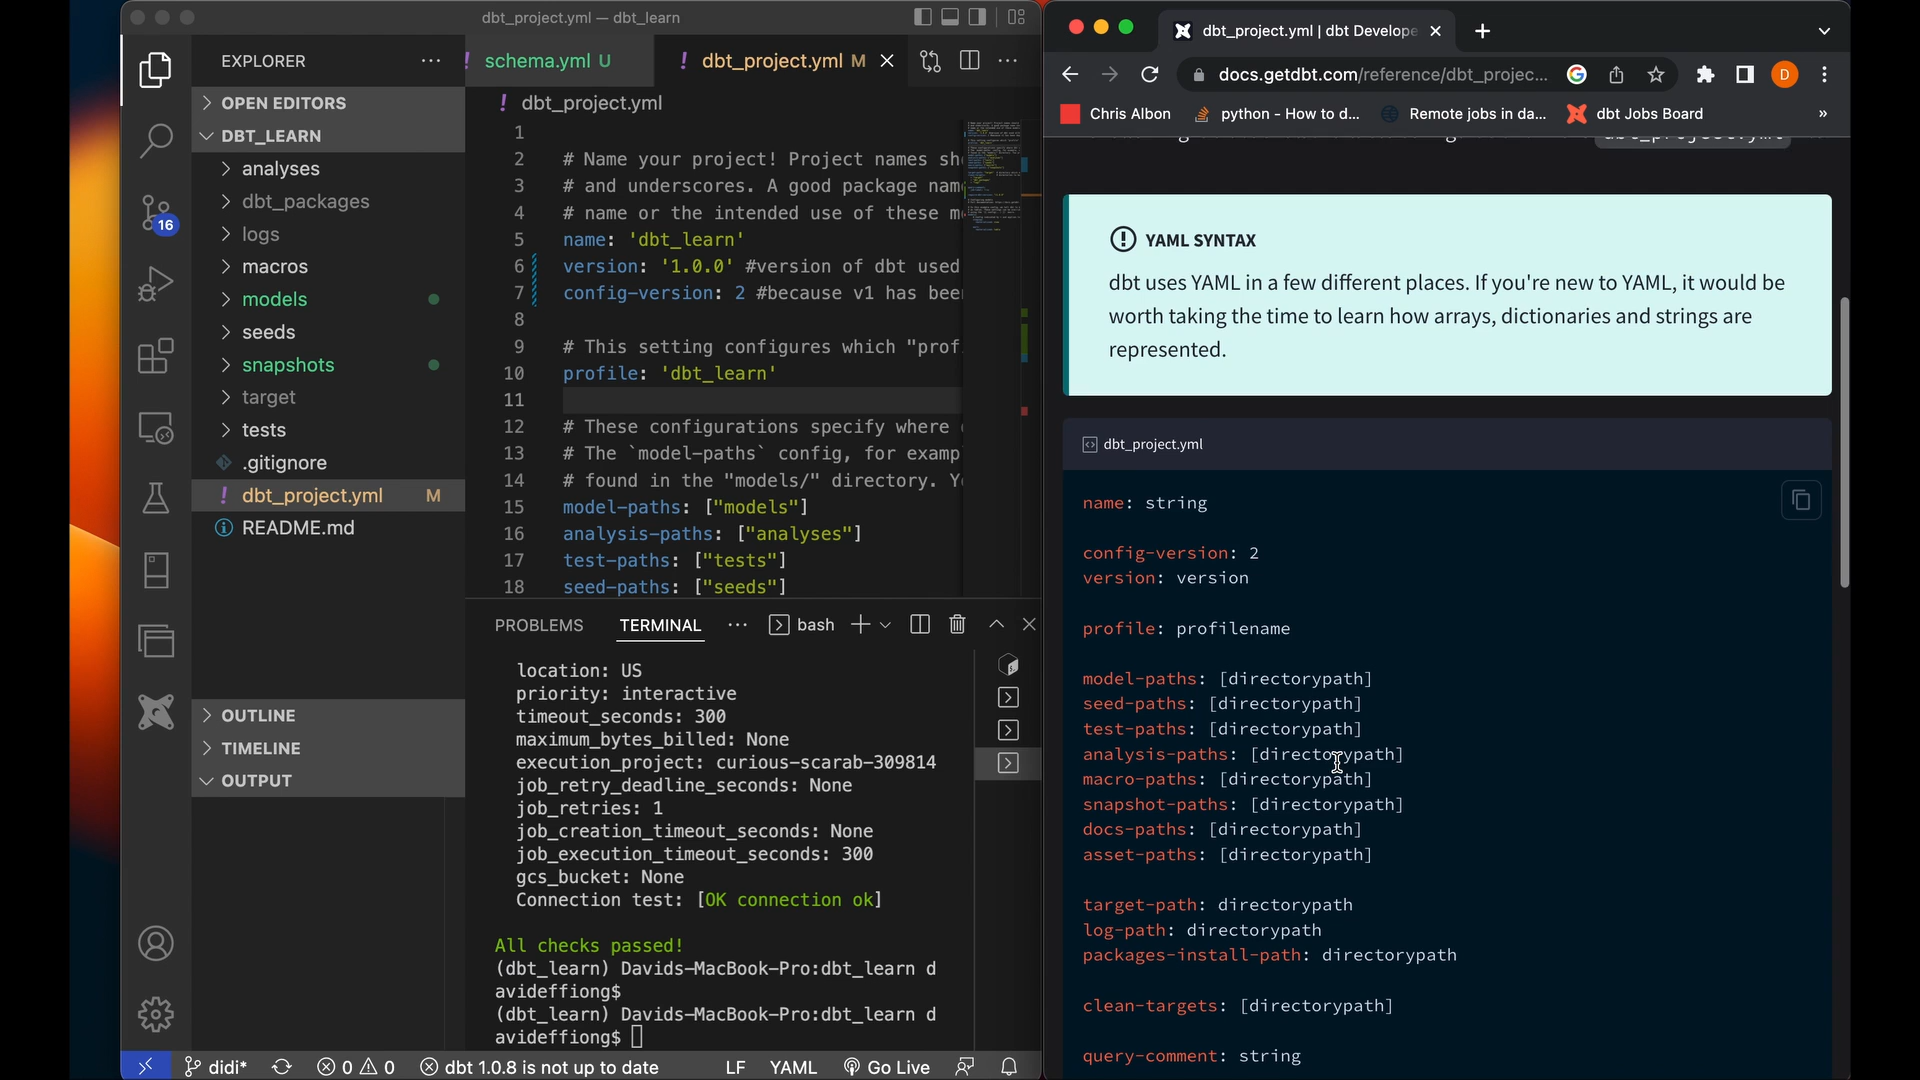 dbt_project.yml — dbt_learn
EXPLORER
OPEN EDITORS
DBT_LEARN
analyses
dbt_packages
logs
macros
models
seeds
snapshots
target
tests
.gitignore
dbt_project.yml M
README.md
OUTLINE
TIMELINE
OUTPUT
16
! schema.yml U
! dbt_project.yml M
! dbt_project.yml
1
2 # Name your project! Project names sh
3 # and underscores. A good package nam
4 # name or the intended use of these m
5 name: 'dbt_learn'
6 version: '1.0.0' #version of dbt used
7 config-version: 2 #because v1 has bee
8
9 # This setting configures which "prof
10 profile: 'dbt_learn'
11
12 # These configurations specify where
13 # The `model-paths` config, for examp
14 # found in the "models/" directory. Y
15 model-paths: ["models"]
16 analysis-paths: ["analyses"]
17 test-paths: ["tests"]
18 seed-paths: ["seeds"]
PROBLEMS TERMINAL ··· bash
location: US
priority: interactive
timeout_seconds: 300
maximum_bytes_billed: None
execution_project: curious-scarab-309814
job_retry_deadline_seconds: None
job_retries: 1
job_creation_timeout_seconds: None
job_execution_timeout_seconds: 300
gcs_bucket: None
Connection test: [OK connection ok]
All checks passed!
(dbt_learn) Davids-MacBook-Pro:dbt_learn d
avideffiong$
(dbt_learn) Davids-MacBook-Pro:dbt_learn d
avideffiong$
didi* 0 0 dbt 1.0.8 is not up to date LF YAML Go Live
dbt_project.yml | dbt Develope
docs.getdbt.com/reference/dbt_projec...
D
Chris Albon python - How to d... Remote jobs in da... dbt Jobs Board »
YAML SYNTAX
dbt uses YAML in a few different places. If you're new to YAML, it would be
worth taking the time to learn how arrays, dictionaries and strings are
represented.
dbt_project.yml
name: string
config-version: 2
version: version
profile: profilename
model-paths: [directorypath]
seed-paths: [directorypath]
test-paths: [directorypath]
analysis-paths: [directorypath]
macro-paths: [directorypath]
snapshot-paths: [directorypath]
docs-paths: [directorypath]
asset-paths: [directorypath]
target-path: directorypath
log-path: directorypath
packages-install-path: directorypath
clean-targets: [directorypath]
query-comment: string